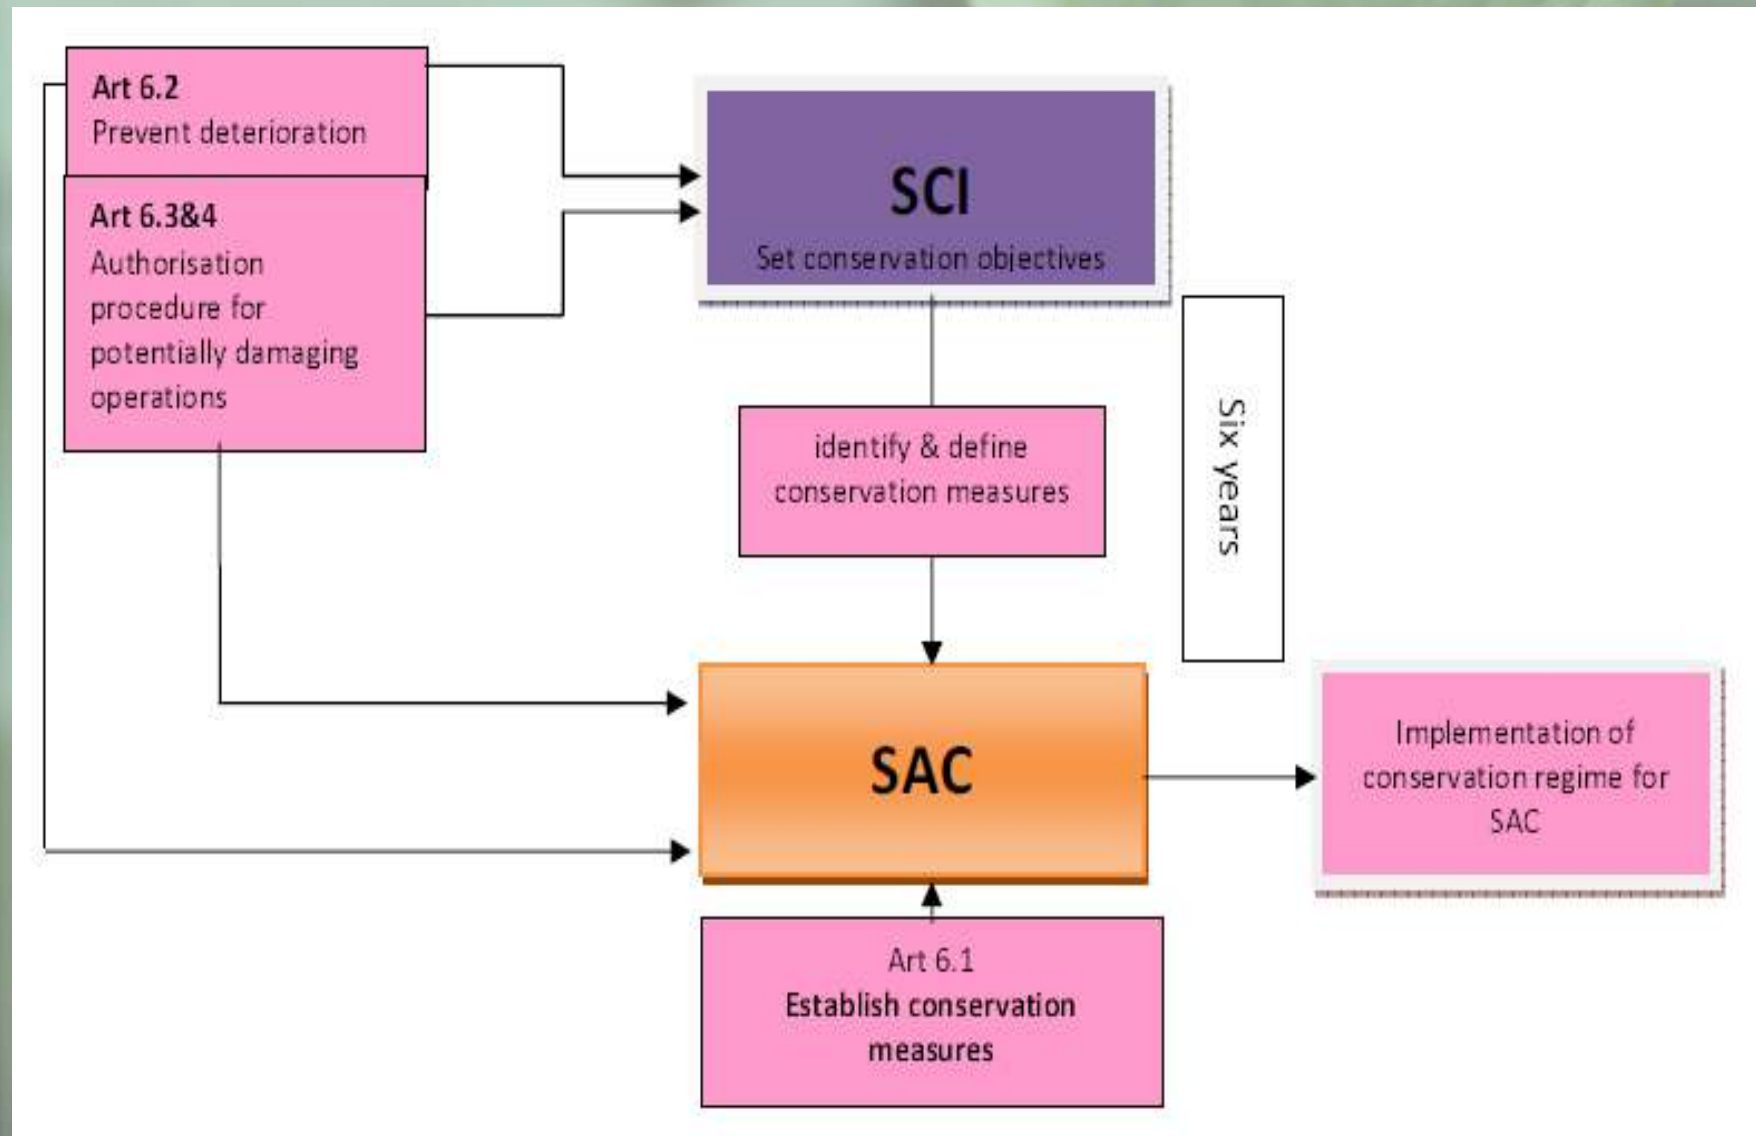 Art 6.2
Prevent deterioration
Art 6.3&4
Authorisation
procedure for
potentially damaging
operations
SCI
Set conservation objectives
identify & define
conservation measures
Six years
SAC
Implementation of
conservation regime for
SAC
Art 6.1
Establish conservation
measures